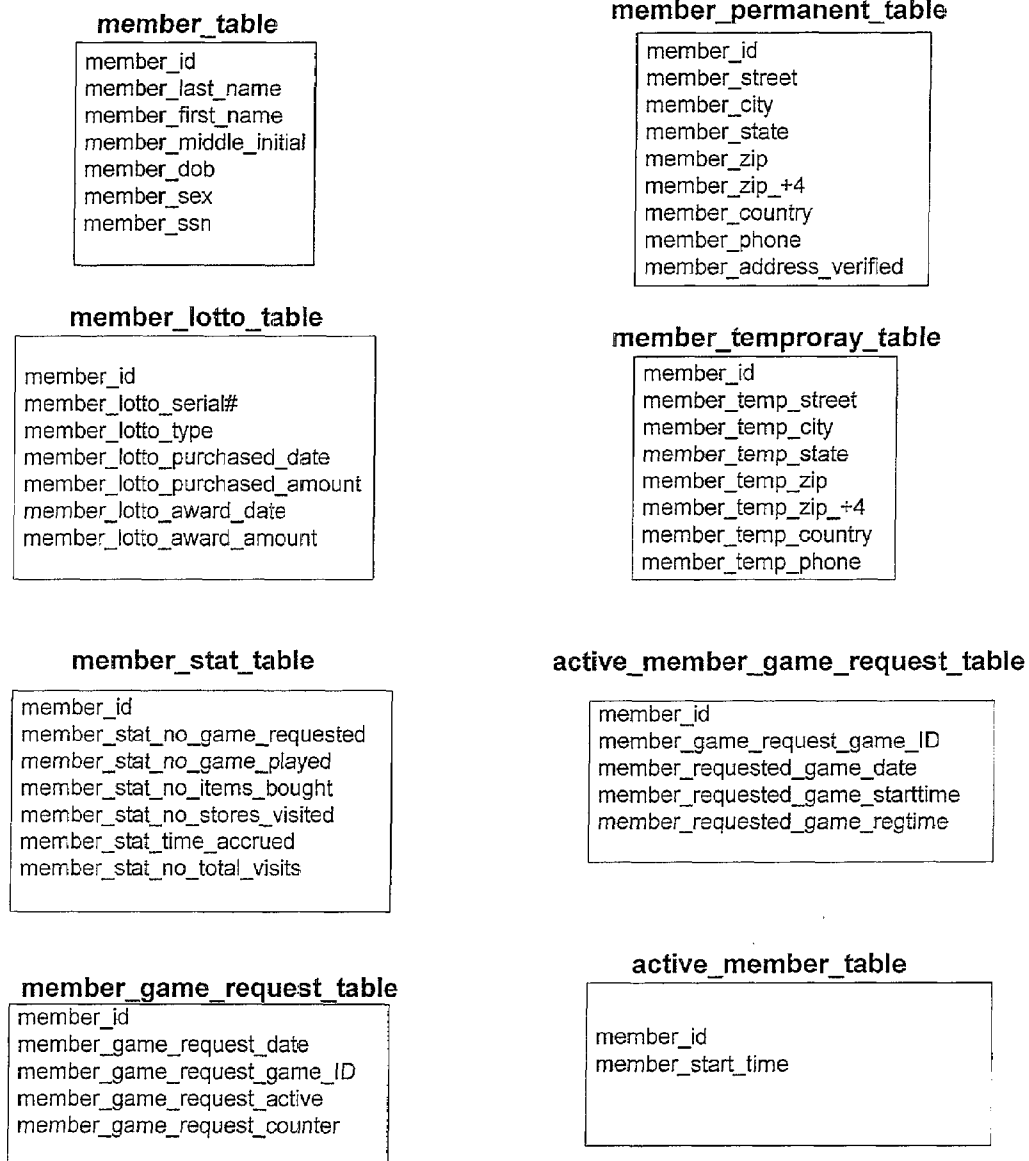 member_table
member_id
member_last_name
member_first_name
member_middle_initial
member_dob
member_sex
member_ssn
member_permanent_table
member_id
member_street
member_city
member_state
member_zip
member_zip_+4
member_country
member_phone
member_address_verified
member_lotto_table
member_id
member_lotto_serial#
member_lotto_type
member_lotto_purchased_date
member_lotto_purchased_amount
member_lotto_award_date
member_lotto_award_amount
member_temproray_table
member_id
member_temp_street
member_temp_city
member_temp_state
member_temp_zip
member_temp_zip_+4
member_temp_country
member_temp_phone
member_stat_table
member_id
member_stat_no_game_requested
member_stat_no_game_played
member_stat_no_items_bought
member_stat_no_stores_visited
member_stat_time_accrued
member_stat_no_total_visits
active_member_game_request_table
member_id
member_game_request_game_ID
member_requested_game_date
member_requested_game_starttime
member_requested_game_regtime
member_game_request_table
member_id
member_game_request_date
member_game_request_game_ID
member_game_request_active
member_game_request_counter
active_member_table
member_id
member_start_time